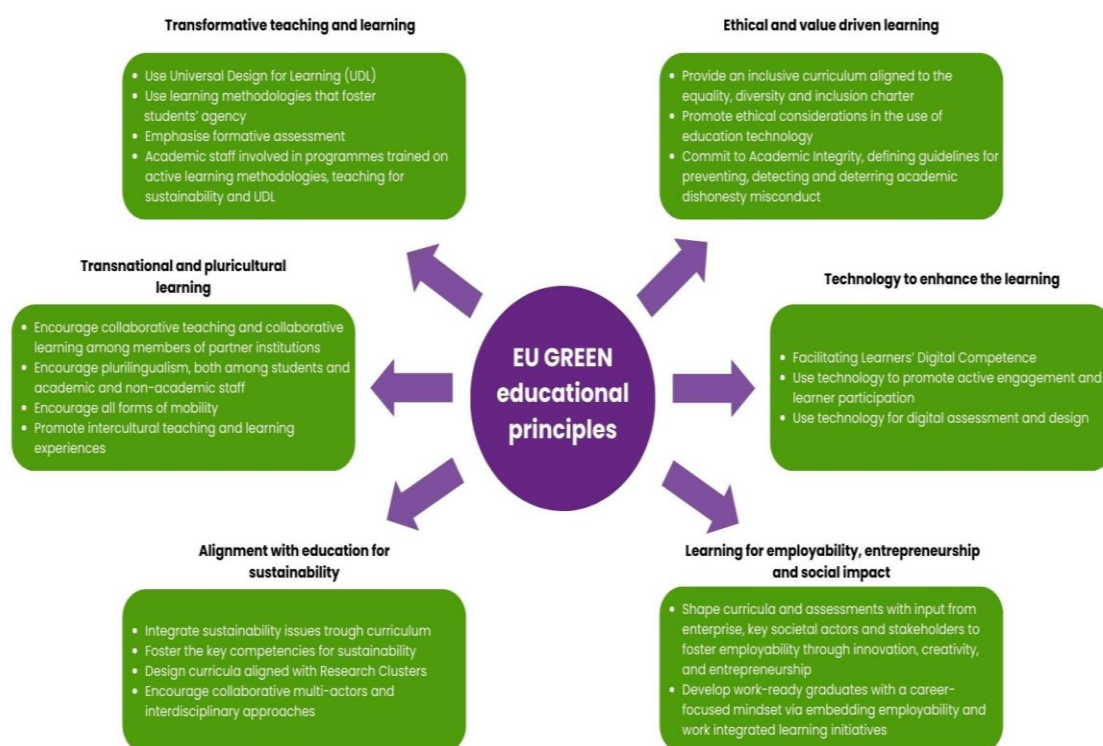 Transformative teaching and learning
• Use Universal Design for Learning (UDL)
• Use learning methodologies that foster
students' agency
• Emphasise formative assessment
• Academic staff involved in programmes trained on
active learning methodologies, teaching for
sustainability and UDL
Ethical and value driven learning
• Provide an inclusive curriculum aligned to the
equality, diversity and inclusion charter
• Promote ethical considerations in the use of
education technology
• Commit to Academic Integrity, defining guidelines for
preventing, detecting and deterring academic
dishonesty misconduct
Transnational and pluricultural
learning
• Encourage collaborative teaching and collaborative
learning among members of partner institutions
• Encourage plurilingualism, both among students and
academic and non-academic staff
• Encourage all forms of mobility
• Promote intercultural teaching and learning
experiences
EU GREEN
educational
principles
Technology to enhance the learning
• Facilitating Learners' Digital Competence
• Use technology to promote active engagement and
learner participation
• Use technology for digital assessment and design
Alignment with education for
sustainability
• Integrate sustainability issues trough curriculum
• Foster the key competencies for sustainability
• Design curricula aligned with Research Clusters
• Encourage collaborative multi-actors and
interdisciplinary approaches
Learning for employability, entrepreneurship
and social impact
• Shape curricula and assessments with input from
enterprise, key societal actors and stakeholders to
foster employability through innovation, creativity,
and entrepreneurship
• Develop work-ready graduates with a career-
focused mindset via embedding employability and
work integrated learning initiatives